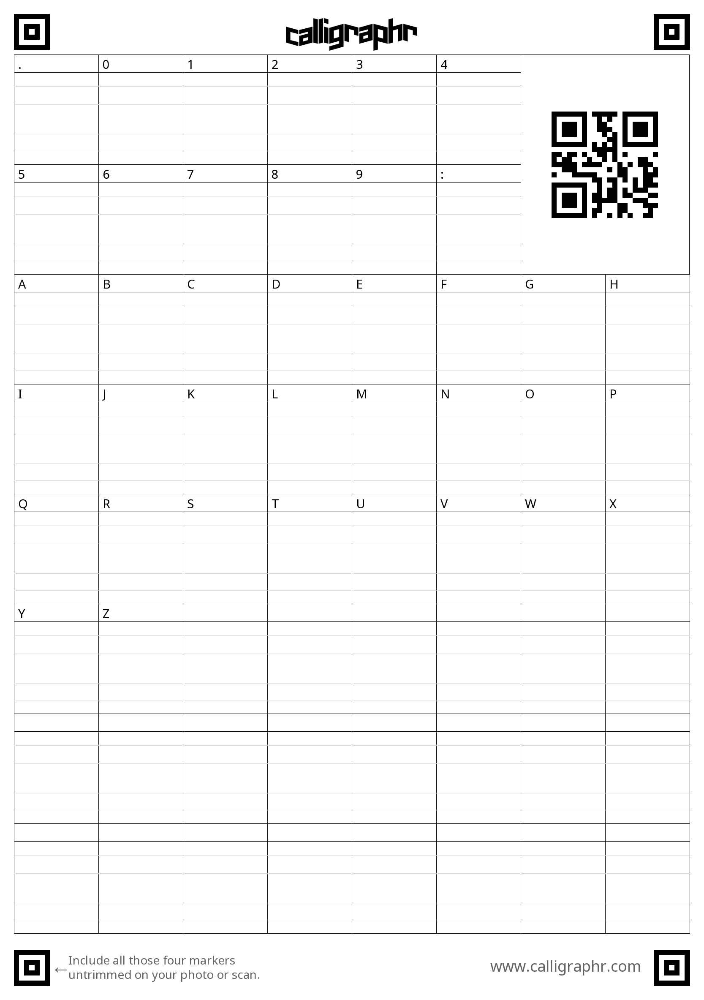 calligraphr
. 0 1 2 3 4
5 6 7 8 9 :
A B C D E F G H
I J K L M N O P
Q R S T U V W X
Y Z
← Include all those four markers
untrimmed on your photo or scan.
www.calligraphr.com